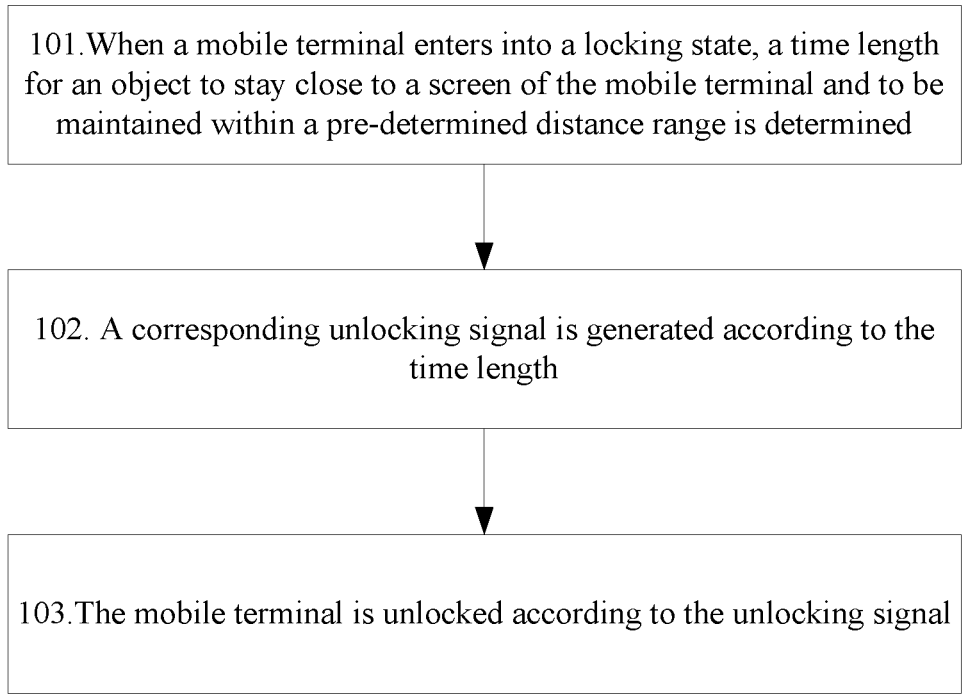 101.When a mobile terminal enters into a locking state, a time length
for an object to stay close to a screen of the mobile terminal and to be
maintained within a pre-determined distance range is determined
102. A corresponding unlocking signal is generated according to the
time length
103.The mobile terminal is unlocked according to the unlocking signal